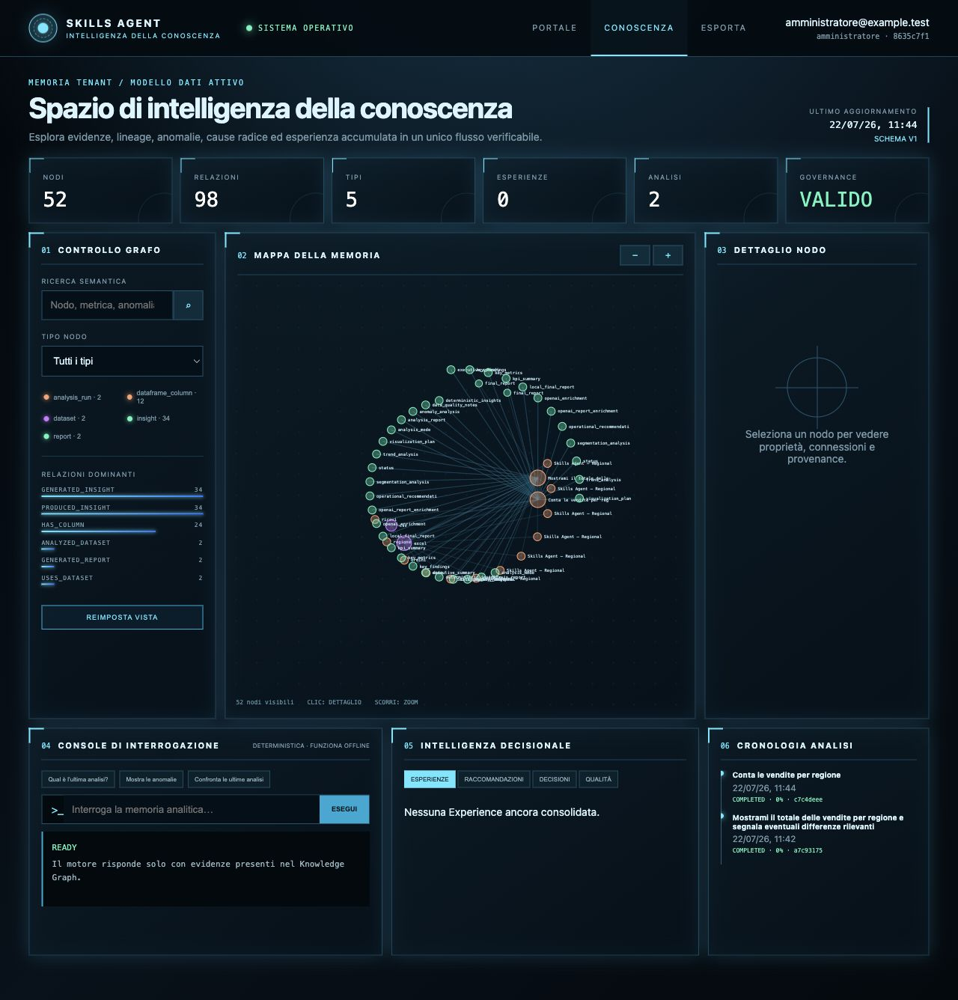 SKILLS AGENT
INTELLIGENZA DELLA CONOSCENZA
SISTEMA OPERATIVO
PORTALE
CONOSCENZA
ESPORTA
amministratore@example.test
amministratore · 8635c7f1
MEMORIA TENANT / MODELLO DATI ATTIVO
Spazio di intelligenza della conoscenza
Esplora evidenze, lineage, anomalie, cause radice ed esperienza accumulata in un unico flusso verificabile.
ULTIMO AGGIORNAMENTO
22/07/26, 11:44
SCHEMA V1
NODI
52
RELAZIONI
98
TIPI
5
ESPERIENZE
0
ANALISI
2
GOVERNANCE
VALIDO
01 CONTROLLO GRAFO
RICERCA SEMANTICA
Nodo, metrica, anomali
TIPO NODO
Tutti i tipi
analysis_run · 2
dataframe_column ·
12
dataset · 2
insight · 34
report · 2
RELAZIONI DOMINANTI
GENERATED_INSIGHT 34
PRODUCED_INSIGHT 34
HAS_COLUMN 24
ANALYZED_DATASET 2
GENERATED_REPORT 2
USES_DATASET 2
REIMPOSTA VISTA
02 MAPPA DELLA MEMORIA
−
+
key_metrics
kpi_summary
final_report
local_final_report
final_report
openai_enrichment
deterministic_insights
data_quality_notes
anomaly_analysis
openai_report_enrichment
analysis_report
operational_recommendati
analysis_mode
visualization_plan
segmentation_analysis
trend_analysis
status
status
Skills Agent — Regional
Mostrami il totale delle
trend_analysis
segmentation_analysis
Skills Agent — Regional
operational_recommendati
visualization_plan
Conta le vendite per reg
openai_report_enrichment
Skills Agent — Regional
ricavi
openai_enrichment
local_final_report
Skills Agent — Regional
regione
excel
kpi_summary
Skills Agent — Regional
key_metrics
key_findings
Skills Agent — Regional
executive_summary
analysis_mode
52 nodi visibili
CLIC: DETTAGLIO
SCORRI: ZOOM
03 DETTAGLIO NODO
Seleziona un nodo per vedere
proprietà, connessioni e
provenance.
04 CONSOLE DI INTERROGAZIONE
DETERMINISTICA · FUNZIONA OFFLINE
Qual è l'ultima analisi?
Mostra le anomalie
Confronta le ultime analisi
>_ Interroga la memoria analitica…
ESEGUI
READY
Il motore risponde solo con evidenze presenti nel Knowledge
Graph.
05 INTELLIGENZA DECISIONALE
ESPERIENZE
RACCOMANDAZIONI
DECISIONI
QUALITÀ
Nessuna Experience ancora consolidata.
06 CRONOLOGIA ANALISI
Conta le vendite per regione
22/07/26, 11:44
COMPLETED · 0% · c7c4deee
Mostrami il totale delle vendite per regione e
segnala eventuali differenze rilevanti
22/07/26, 11:42
COMPLETED · 0% · a7c93175